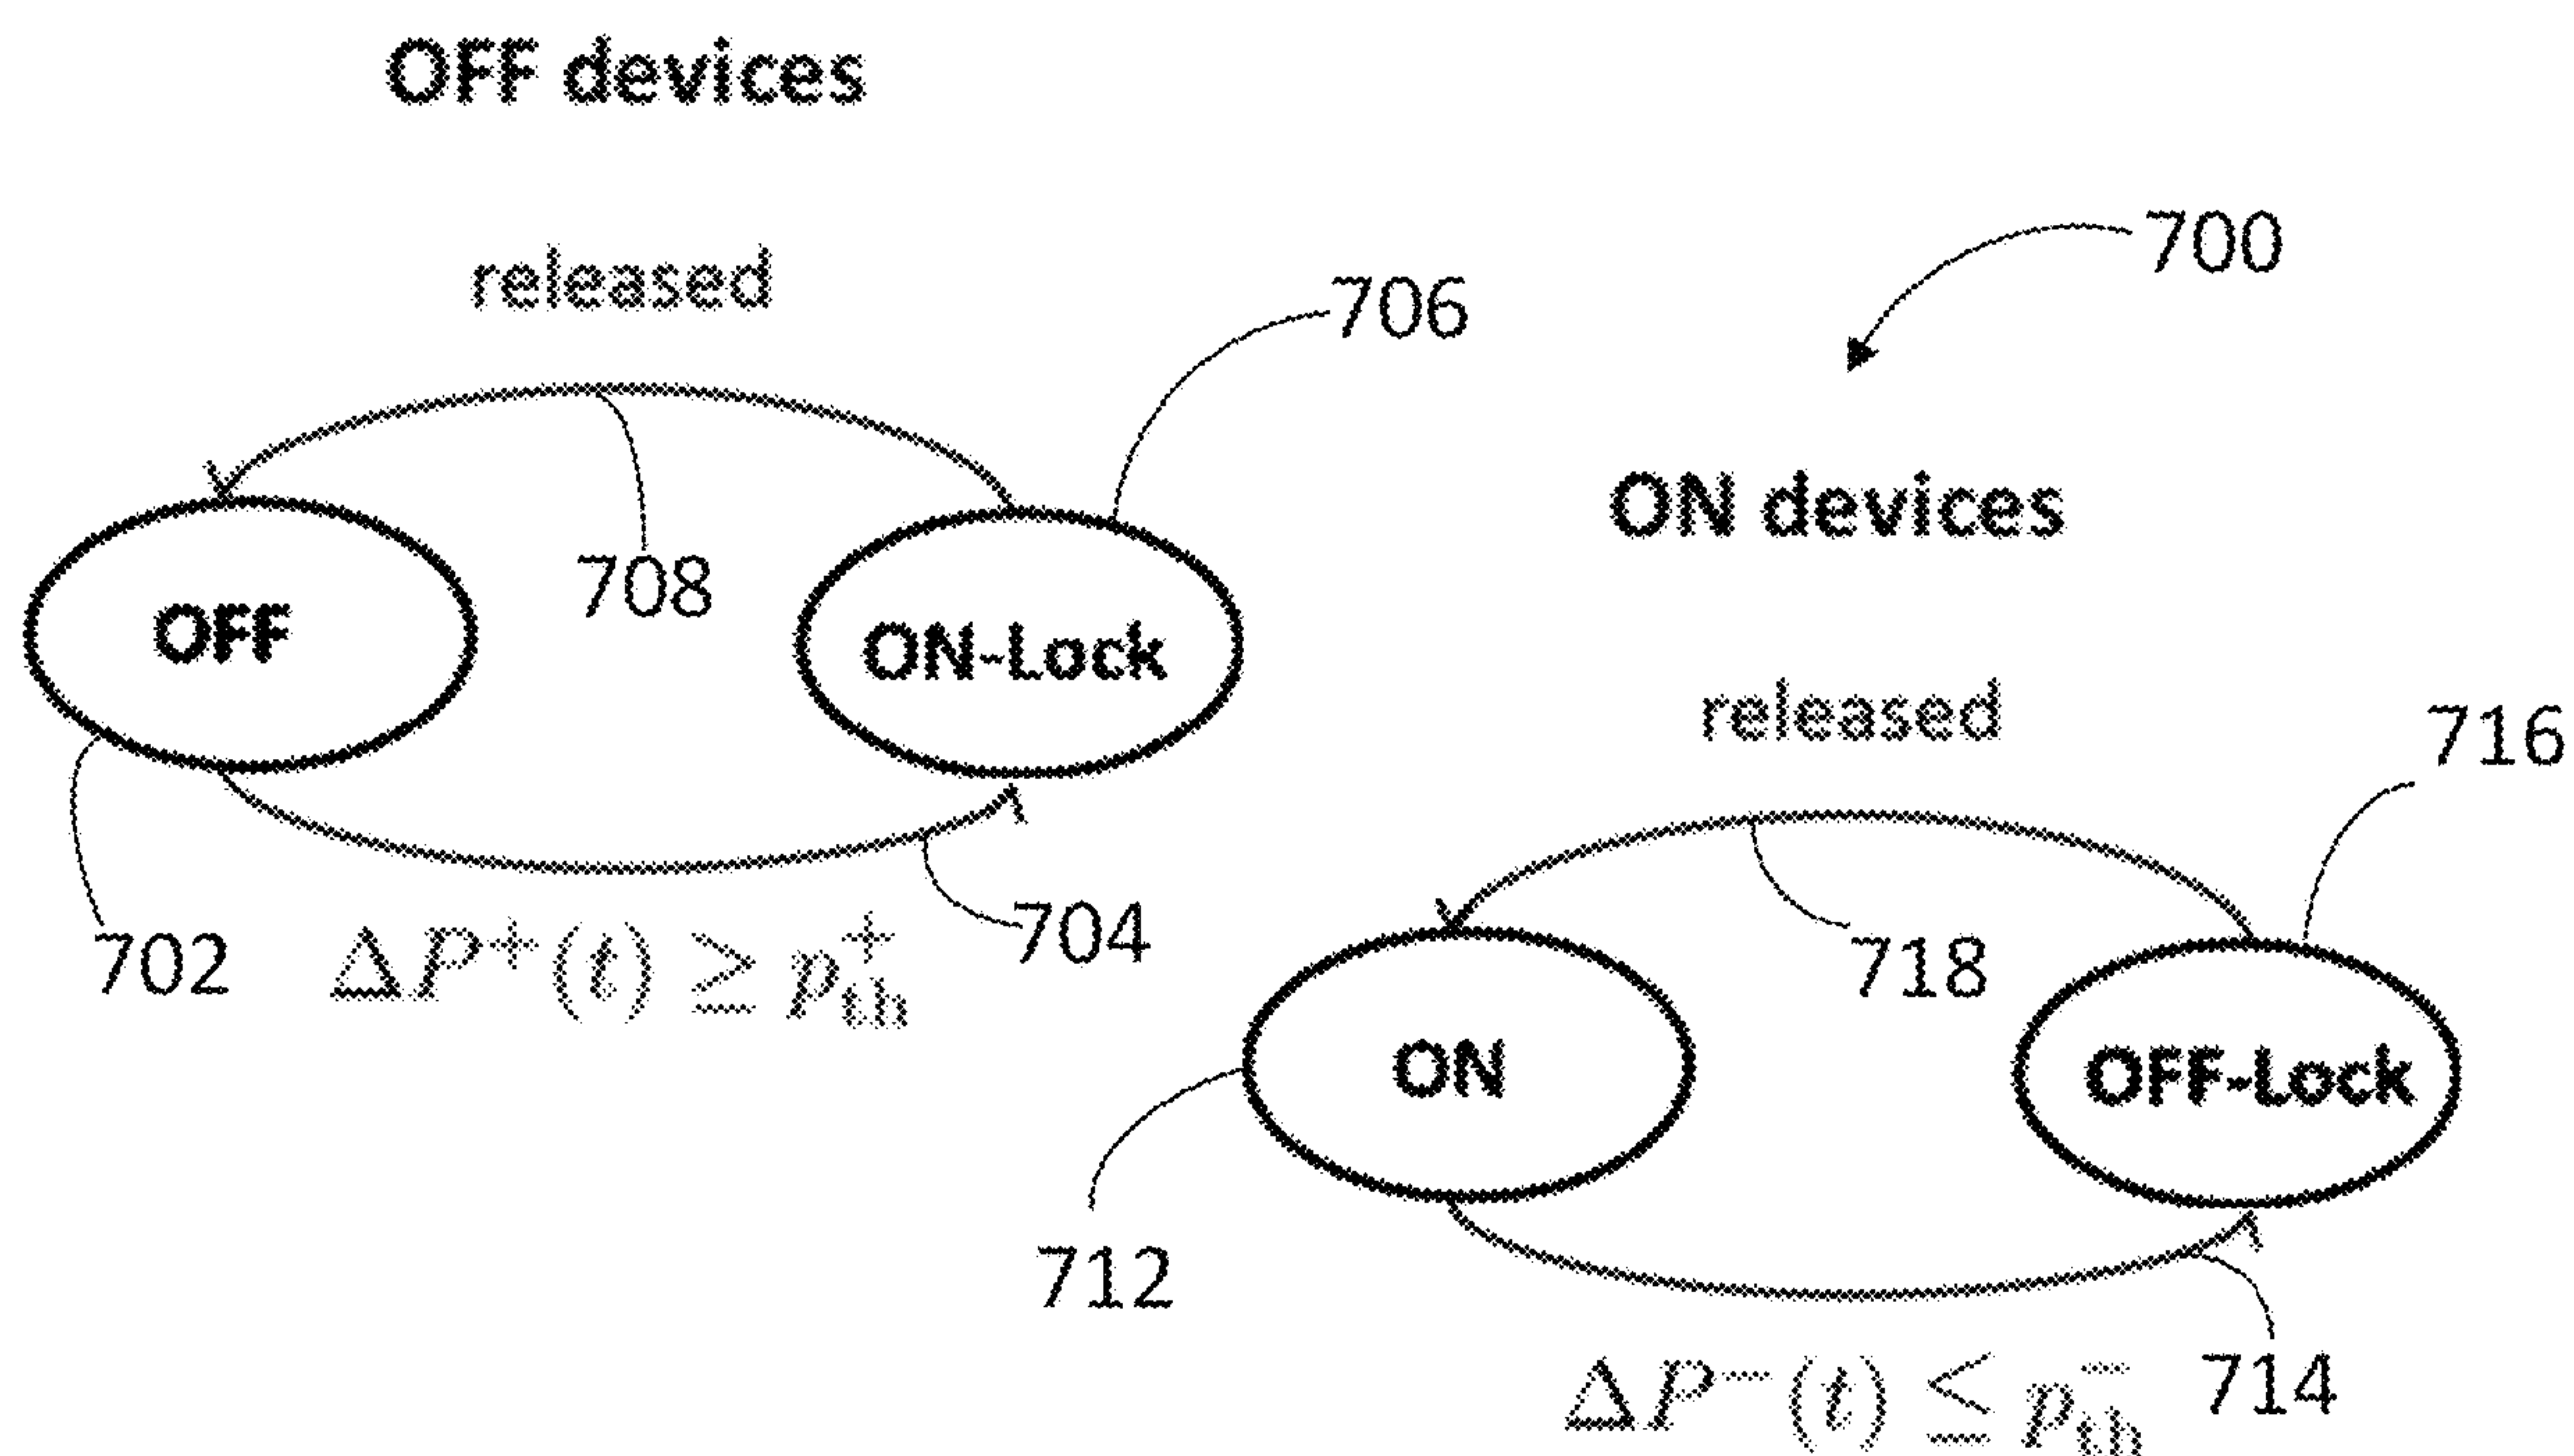 OFF devices
released
700
706
ON devices
708
OFF
ON-Lock
released
716
702
ΔP⁺(t) ≥ p⁺ₜₕ
704
718
ON
OFF-Lock
712
ΔP⁻(t) ≤ p⁻ₜₕ
714